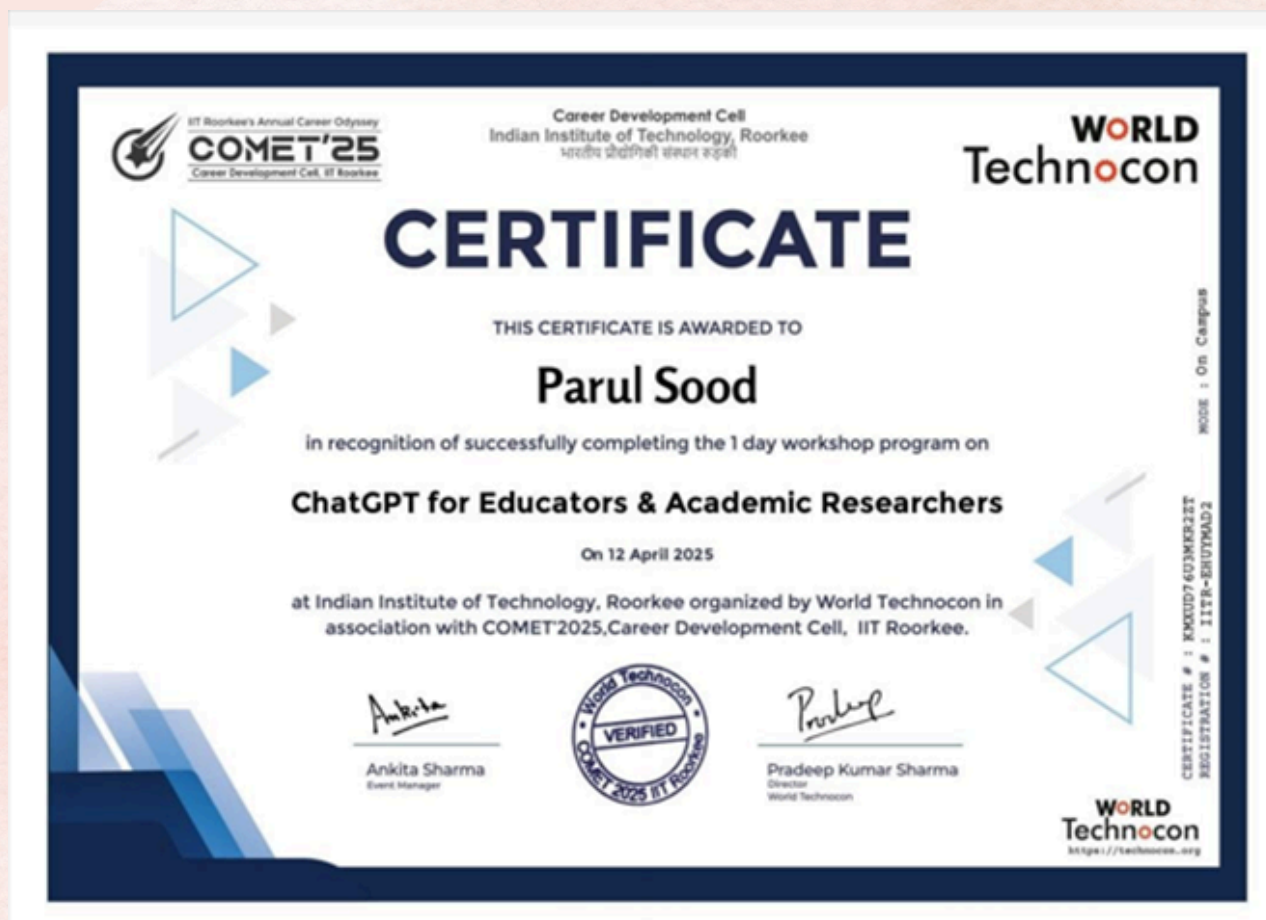 IIT Roorkee's Annual Career Odyssey
COMET'25
Career Development Cell, IIT Roorkee
Career Development Cell
Indian Institute of Technology, Roorkee
भारतीय प्रौद्योगिकी संस्थान रुड़की
WORLD
Technocon
CERTIFICATE
THIS CERTIFICATE IS AWARDED TO
Parul Sood
in recognition of successfully completing the 1 day workshop program on
ChatGPT for Educators & Academic Researchers
On 12 April 2025
at Indian Institute of Technology, Roorkee organized by World Technocon in
association with COMET'2025,Career Development Cell, IIT Roorkee.
Ankita
Ankita Sharma
Event Manager
World Technocon
VERIFIED
COMET 2025 IIT Roorkee
Pradeep
Pradeep Kumar Sharma
Director
World Technocon
CERTIFICATE # : KMXUD76U3MKR2ZT
REGISTRATION # : IITR-EHUYMAD2
MODE : On Campus
WORLD
Technocon
https://technocon.org